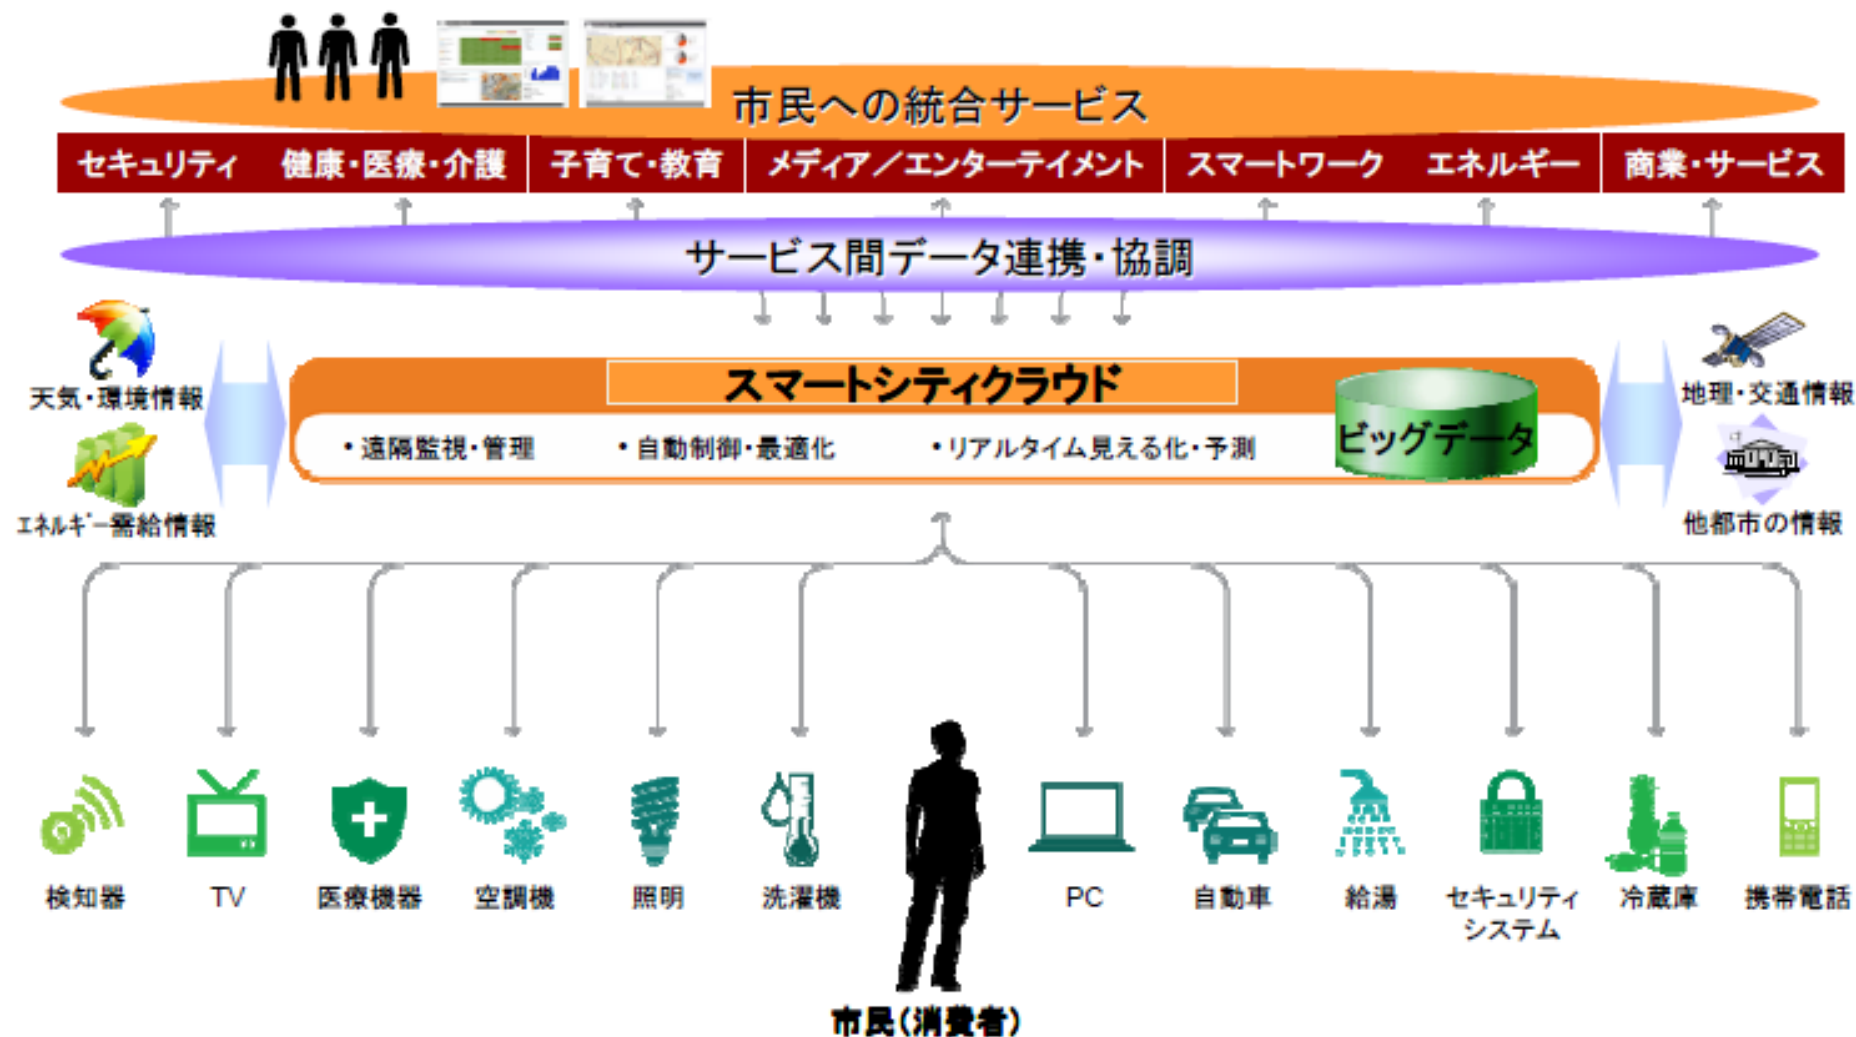 市民への統合サービス
セキュリティ 健康・医療・介護 子育て・教育 メディア／エンターテイメント スマートワーク エネルギー 商業・サービス
サービス間データ連携・協調
天気・環境情報
エネルギー需給情報
スマートシティクラウド
・遠隔監視・管理 ・自動制御・最適化 ・リアルタイム見える化・予測
ビッグデータ
地理・交通情報
他都市の情報
検知器 TV 医療機器 空調機 照明 洗濯機 PC 自動車 給湯 セキュリティ 冷蔵庫 携帯電話
システム
市民（消費者）